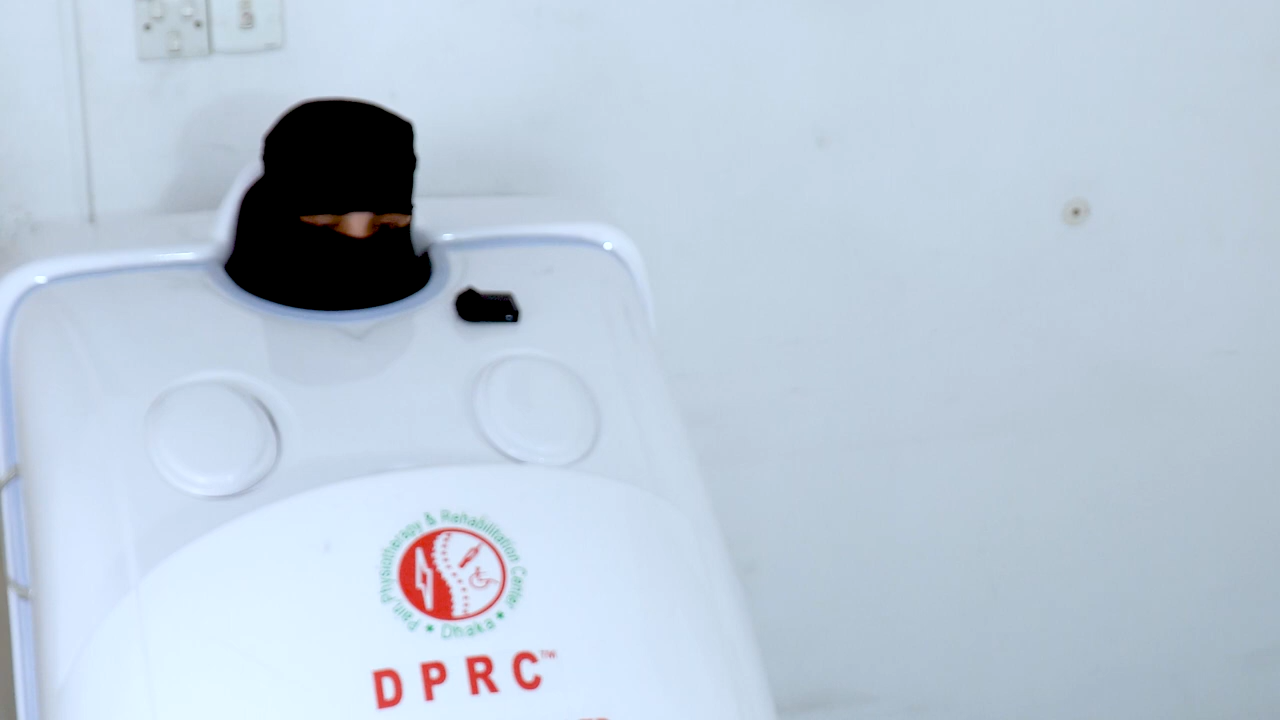 Pain, Physiotherapy & Rehabilitation Center
★ Dhaka ★
DPRC™